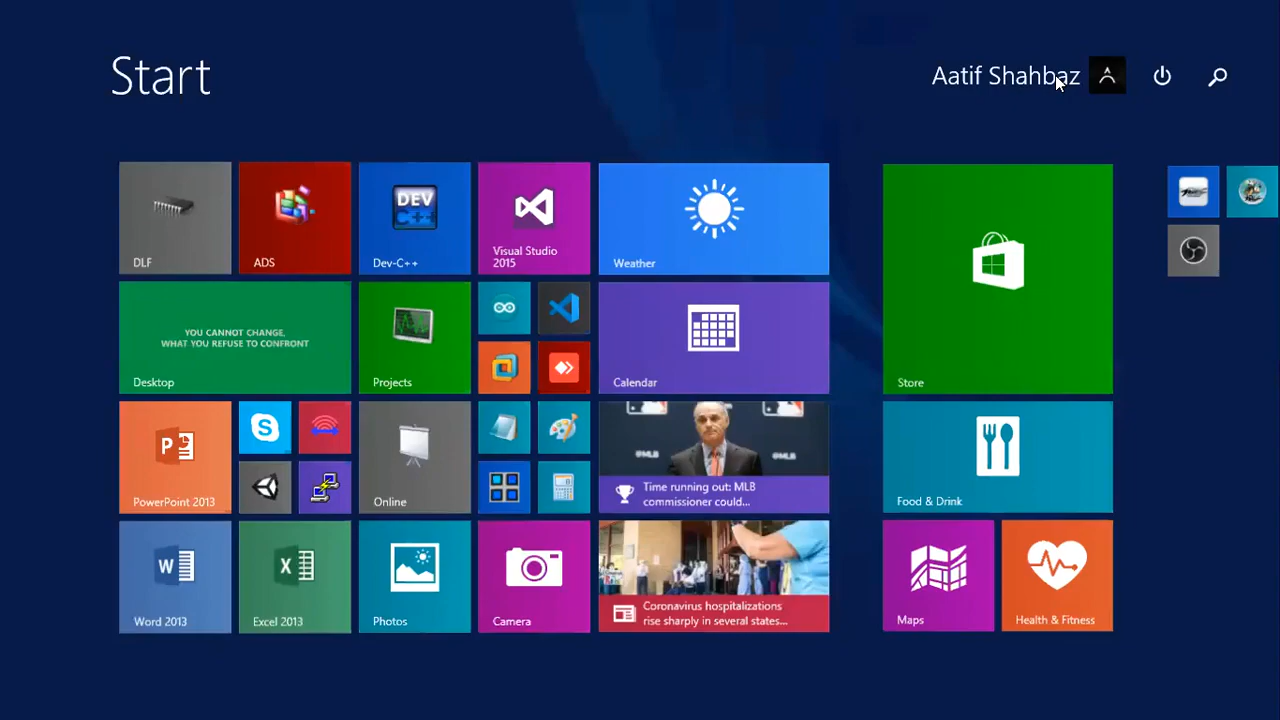 Start
Aatif Shahbaz
DLF
ADS
DEV
C++
Dev-C++
Visual Studio
2015
Weather
Store
YOU CANNOT CHANGE,
WHAT YOU REFUSE TO CONFRONT
Desktop
Projects
Calendar
PowerPoint 2013
Online
@MLB
@MLB
Time running out: MLB
commissioner could...
Food & Drink
Word 2013
Excel 2013
Photos
Camera
Coronavirus hospitalizations
rise sharply in several states...
Maps
Health & Fitness